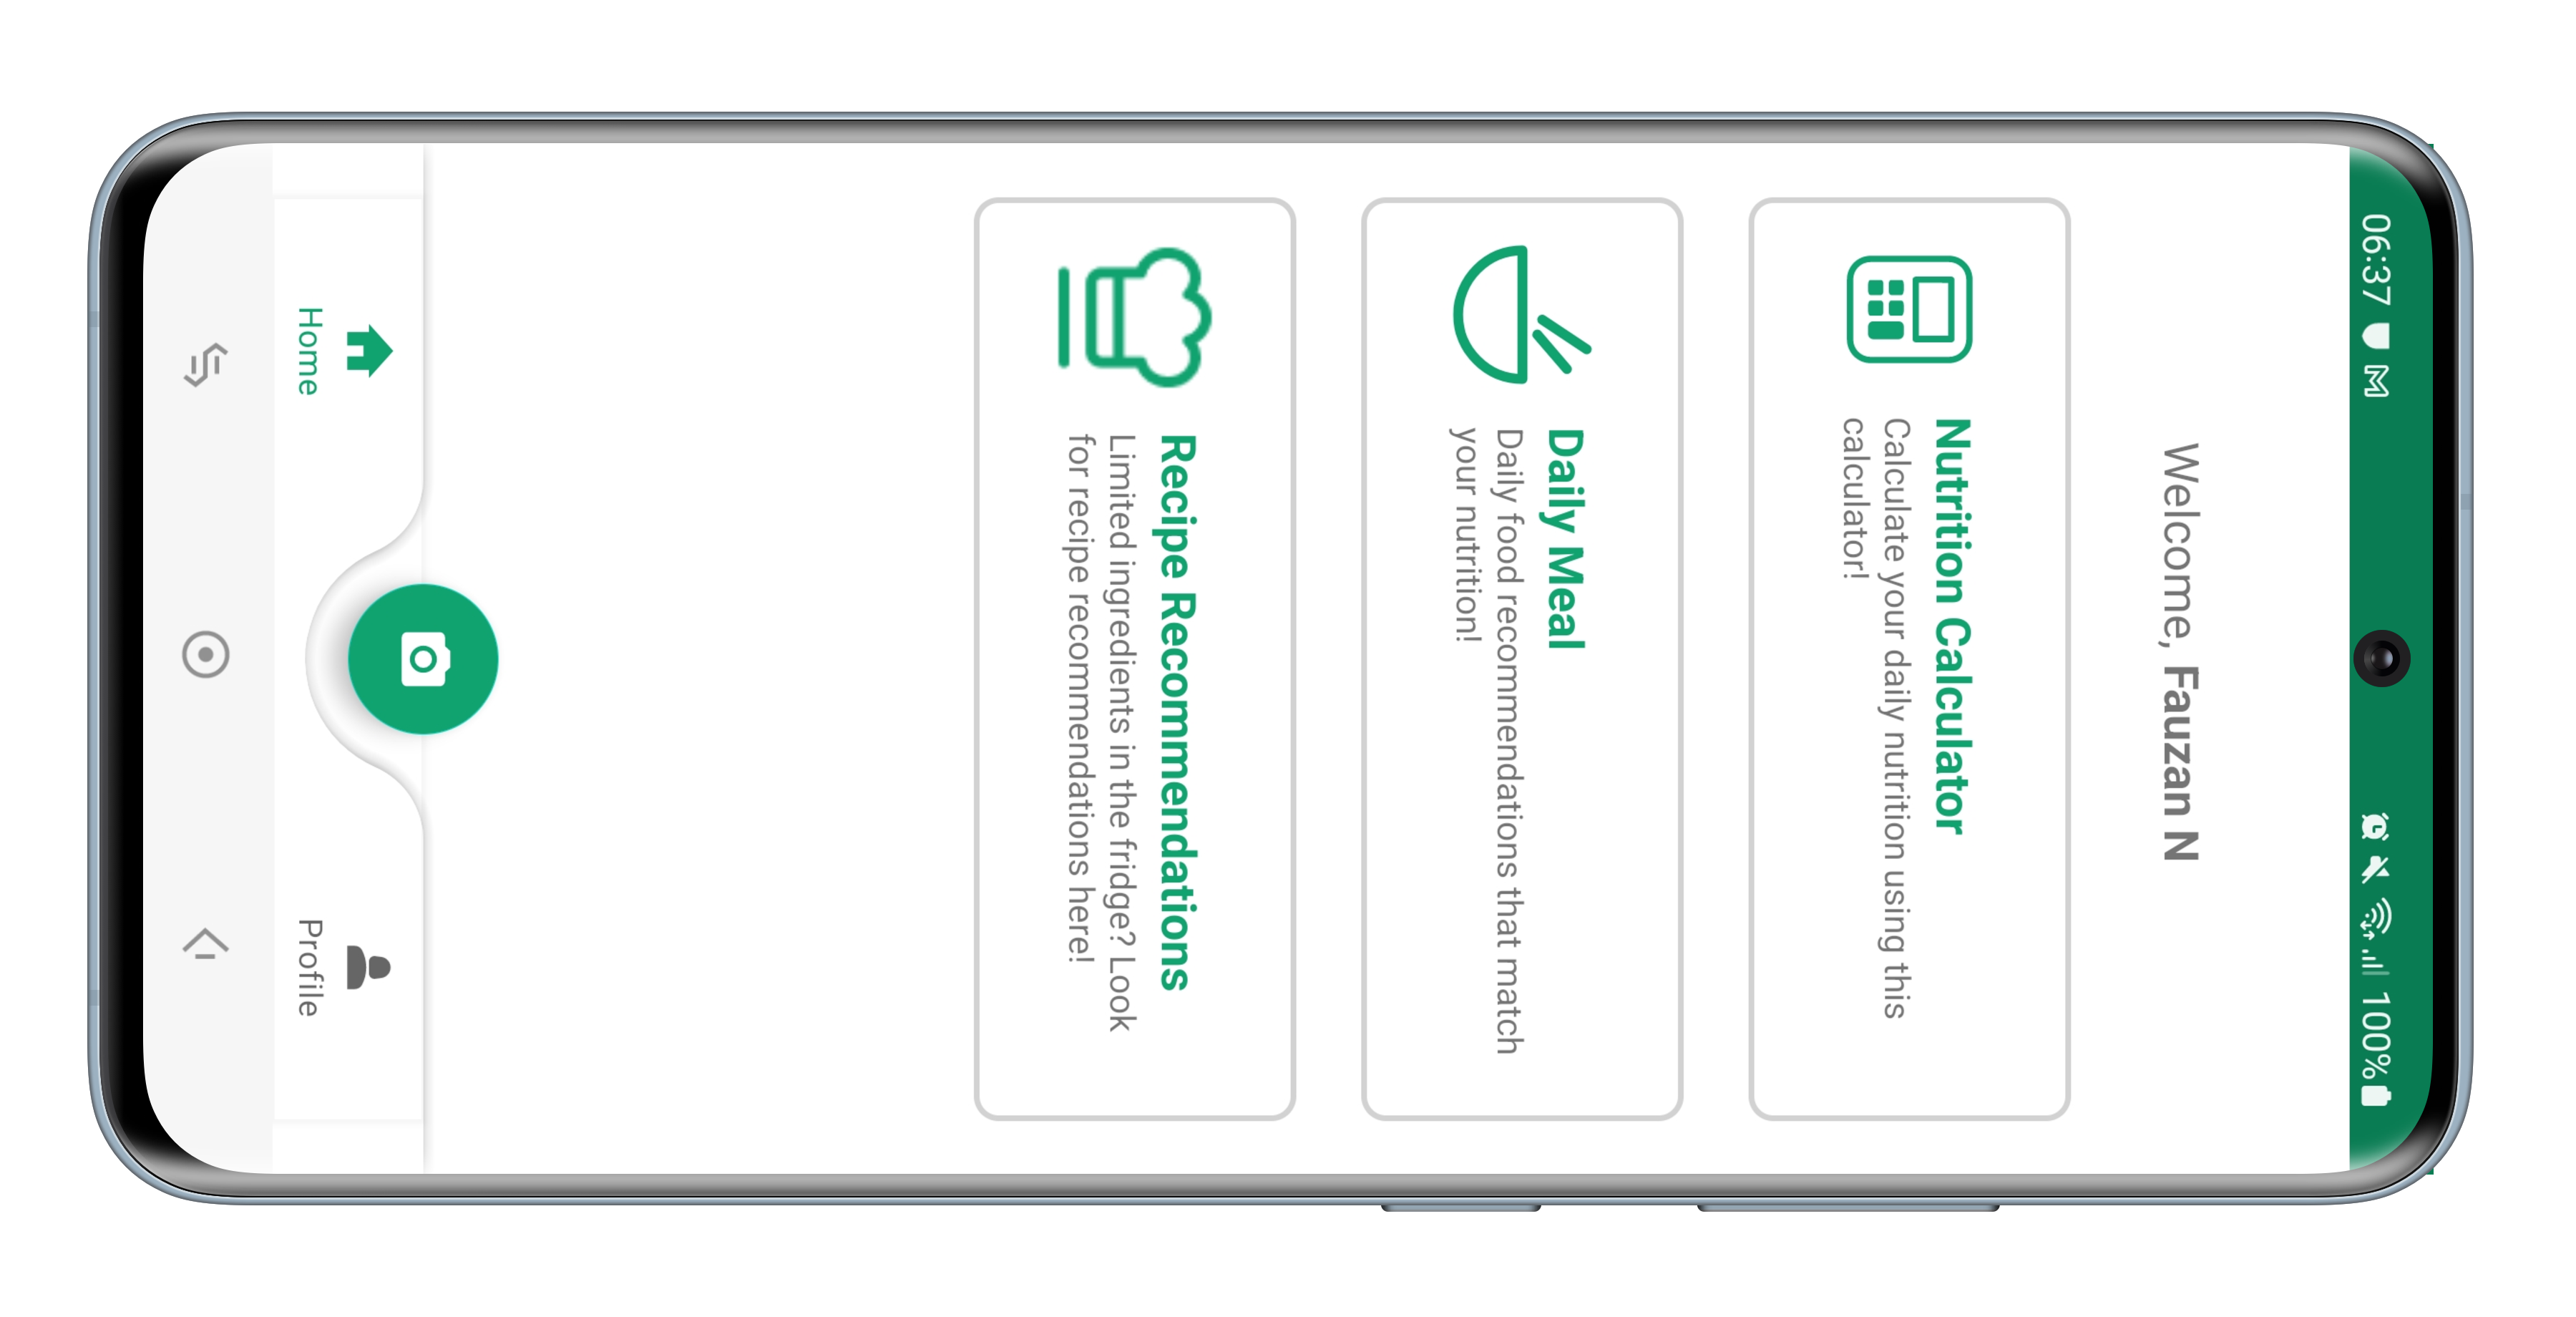 06:37
100%
Welcome, Fauzan N
Nutrition Calculator
Calculate your daily nutrition using this
calculator!
Daily Meal
Daily food recommendations that match
your nutrition!
Recipe Recommendations
Limited ingredients in the fridge? Look
for recipe recommendations here!
Home
Profile